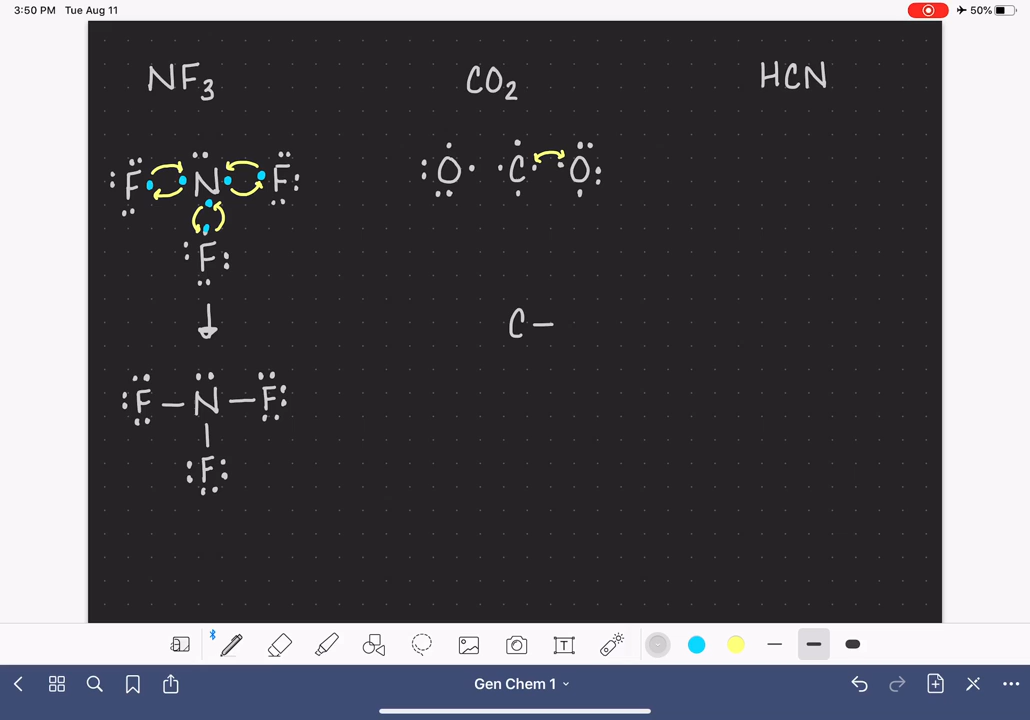 3:50 PM Tue Aug 11
50%
NF3
CO2
HCN
F N F
F
O C O
C –
F – N – F
F
T
Gen Chem 1